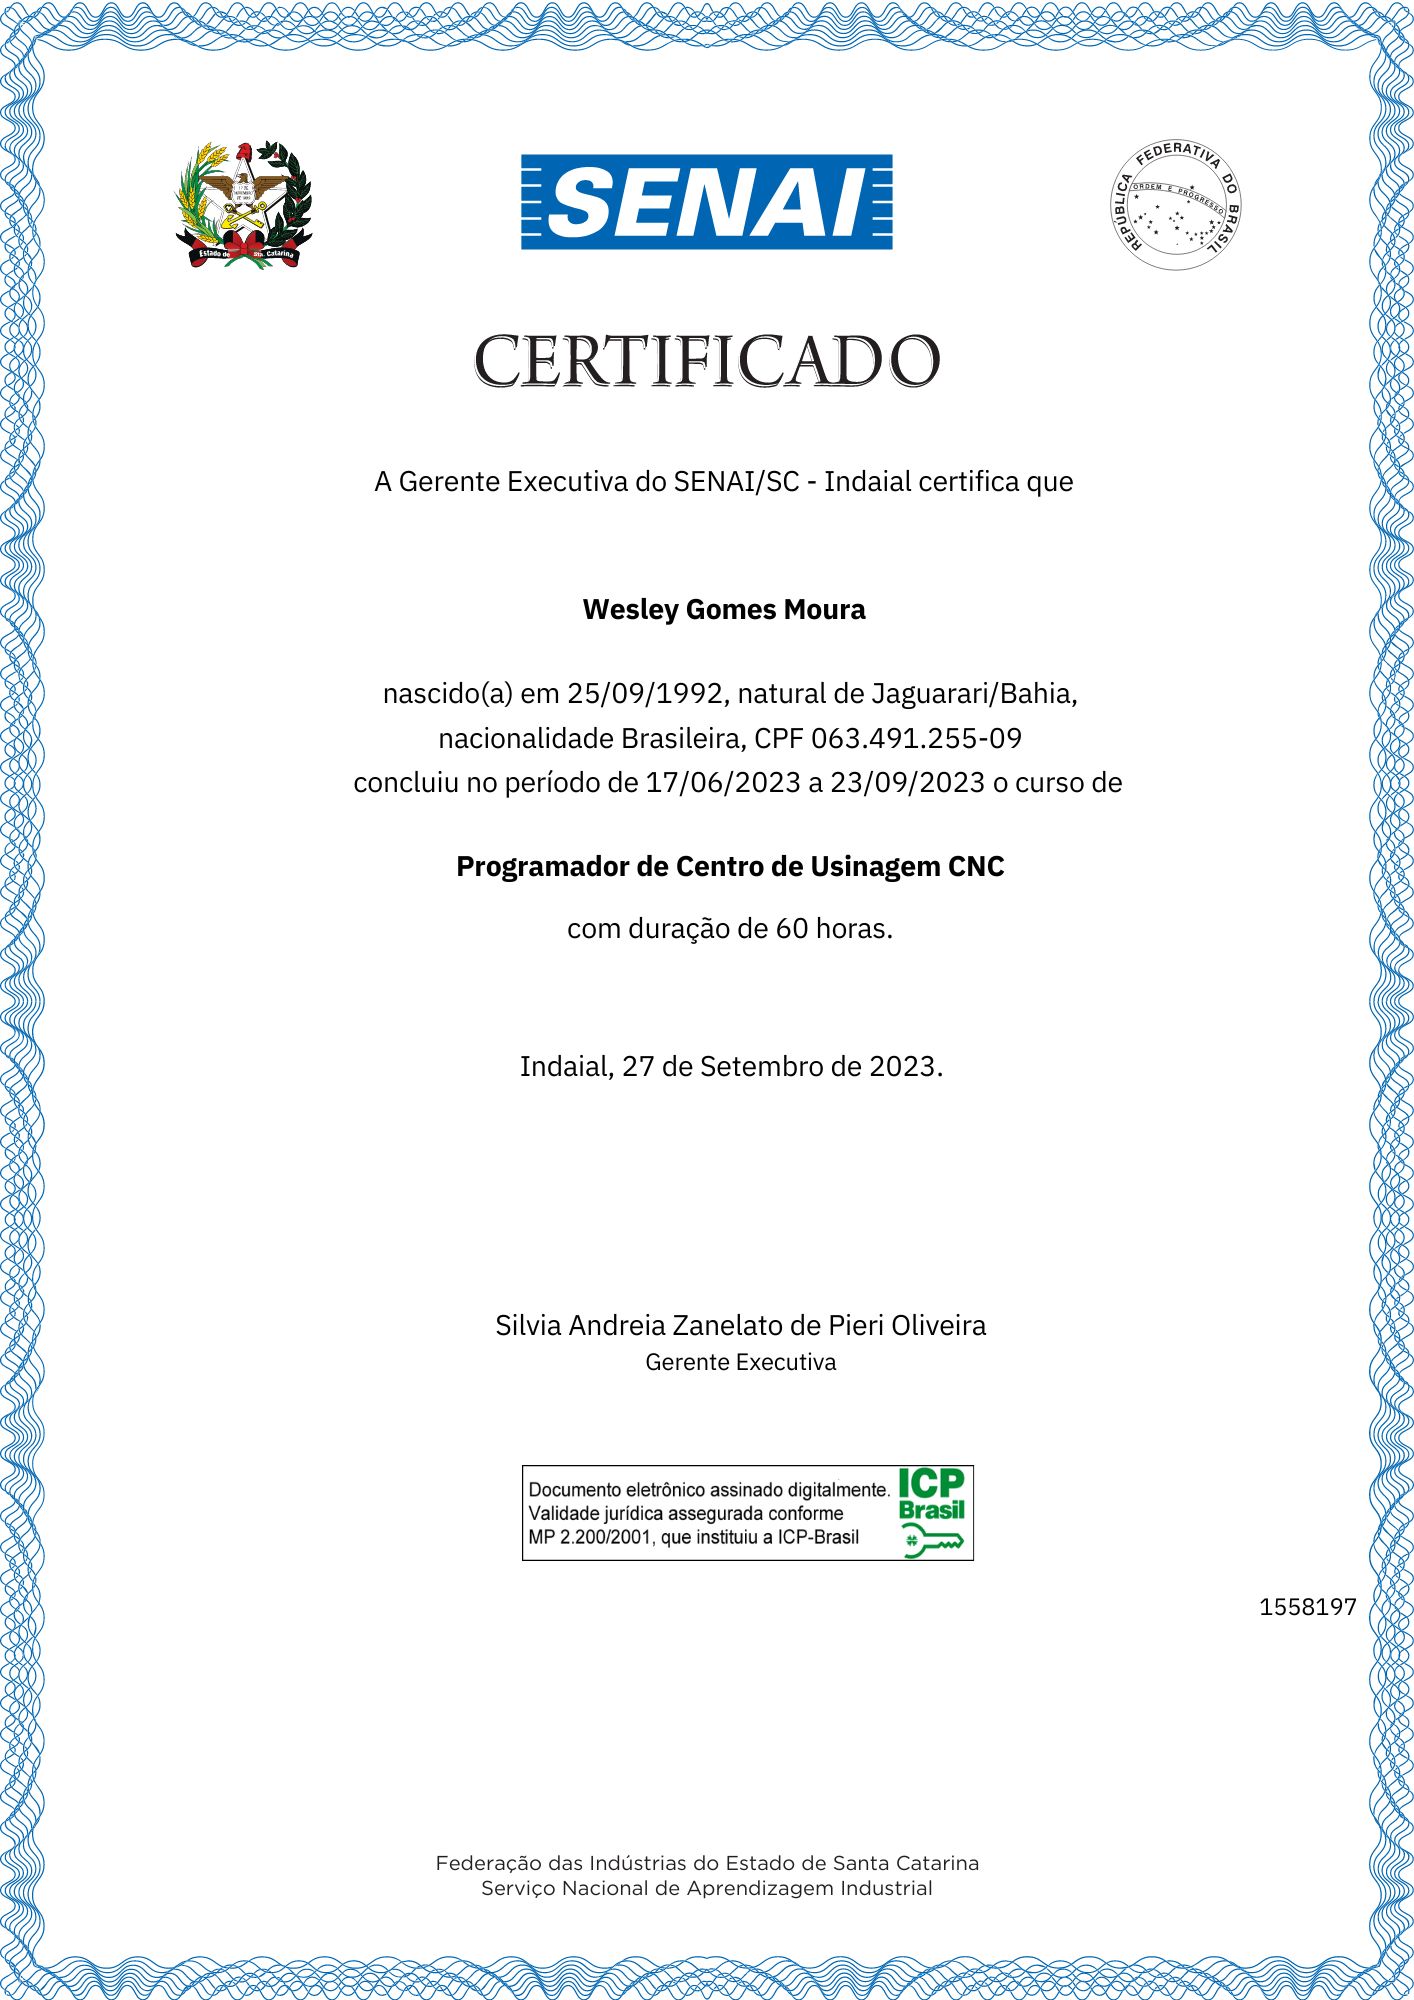 Estado de Sta. Catarina
SENAI
REPÚBLICA FEDERATIVA DO BRASIL
ORDEM E PROGRESSO
CERTIFICADO
A Gerente Executiva do SENAI/SC - Indaial certifica que
Wesley Gomes Moura
nascido(a) em 25/09/1992, natural de Jaguarari/Bahia,
nacionalidade Brasileira, CPF 063.491.255-09
concluiu no período de 17/06/2023 a 23/09/2023 o curso de
Programador de Centro de Usinagem CNC
com duração de 60 horas.
Indaial, 27 de Setembro de 2023.
Silvia Andreia Zanelato de Pieri Oliveira
Gerente Executiva
Documento eletrônico assinado digitalmente.
Validade jurídica assegurada conforme
MP 2.200/2001, que instituiu a ICP-Brasil
ICP
Brasil
1558197
Federação das Indústrias do Estado de Santa Catarina
Serviço Nacional de Aprendizagem Industrial